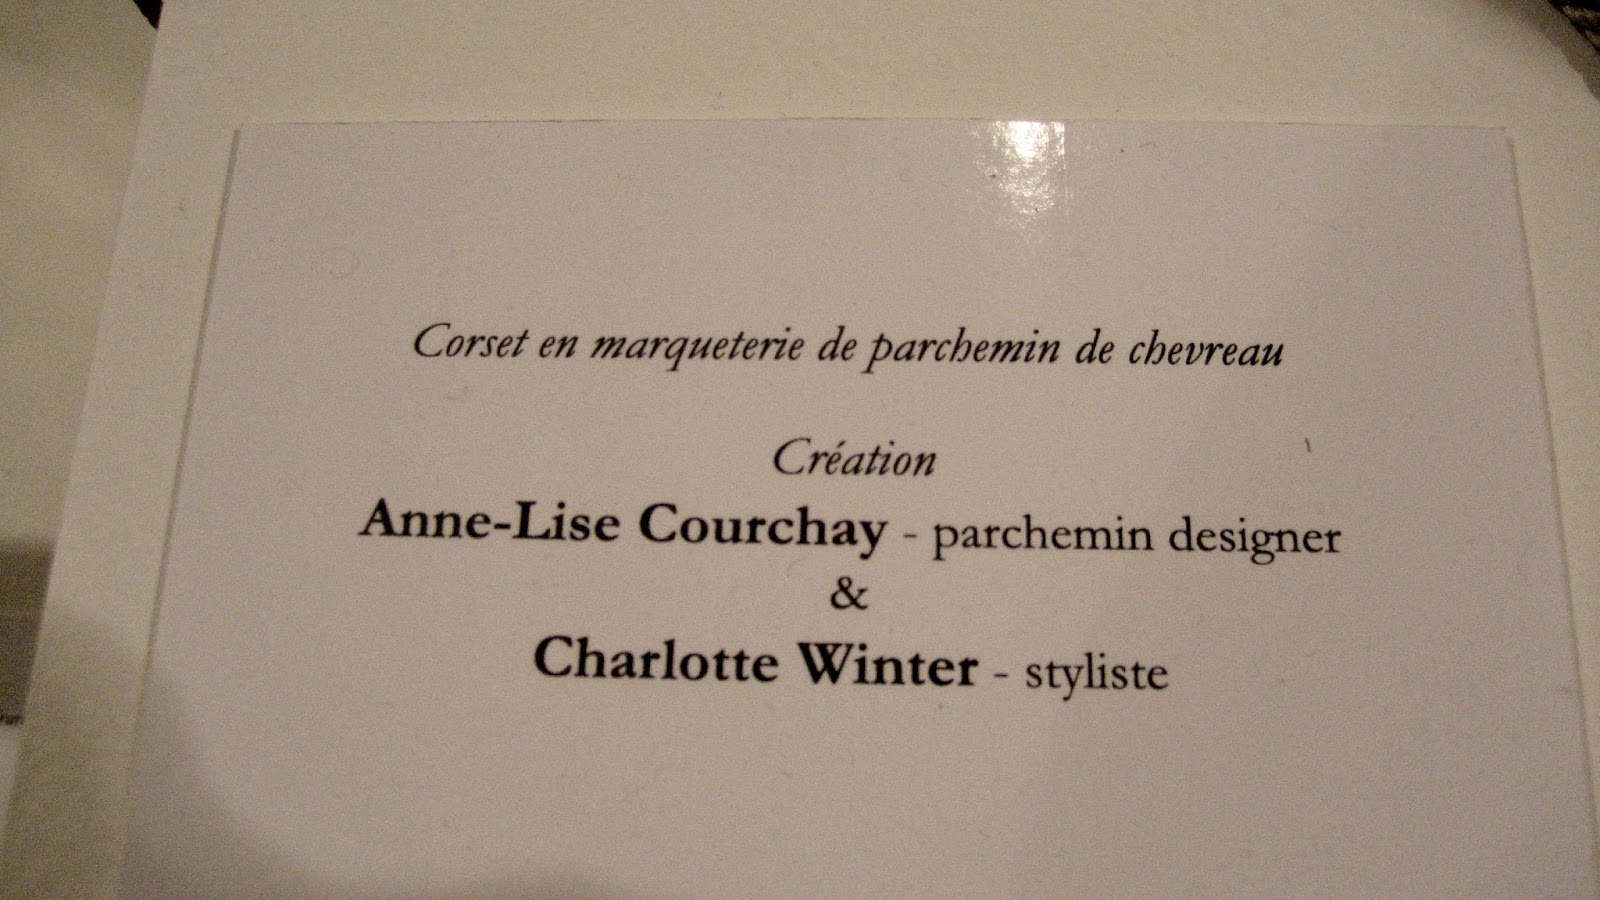 Corset en marqueterie de parchemin de chevreau
Création
Anne-Lise Courchay - parchemin designer
&
Charlotte Winter - styliste